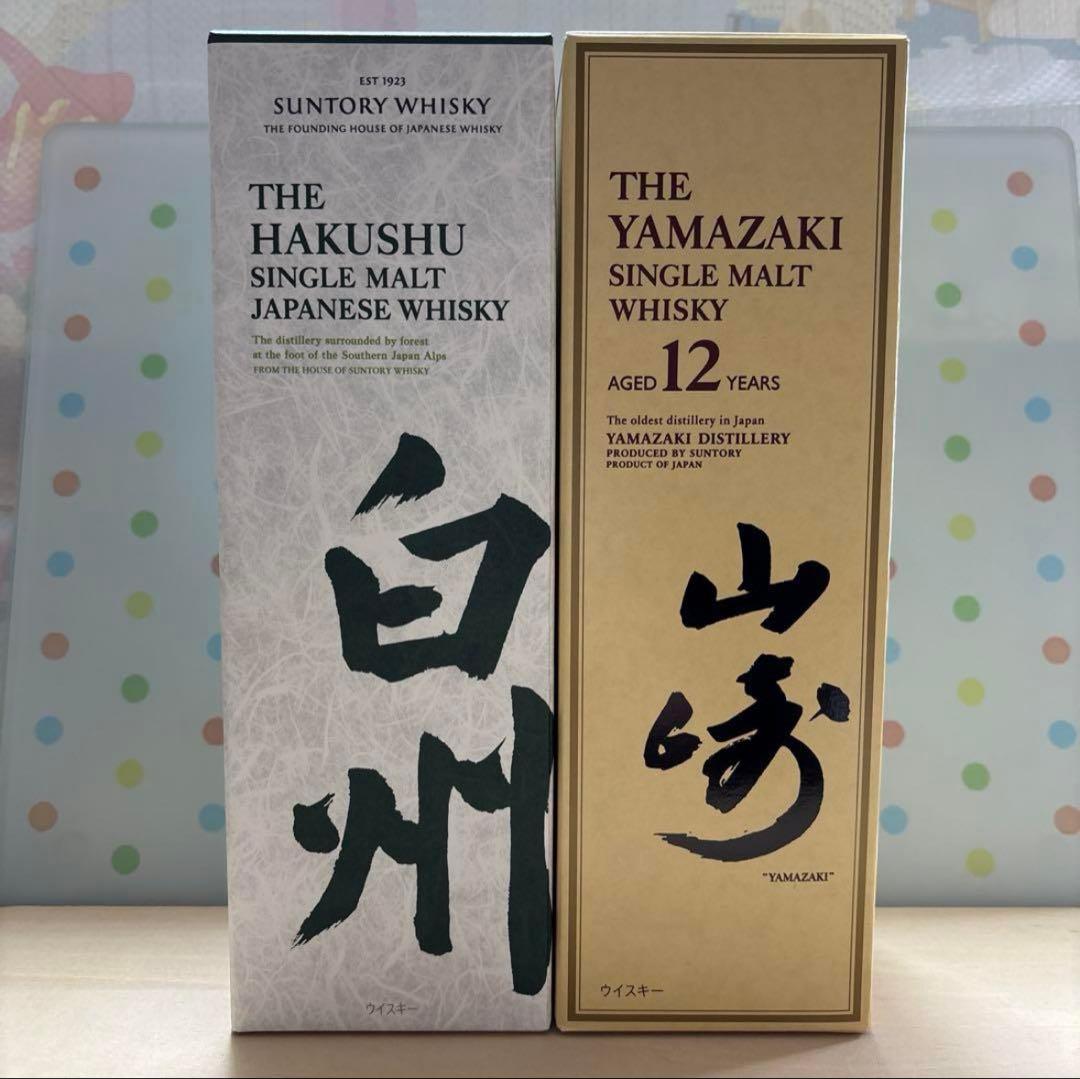 EST 1923
SUNTORY WHISKY
THE FOUNDING HOUSE OF JAPANESE WHISKY
THE
HAKUSHU
SINGLE MALT
JAPANESE WHISKY
The distillery surrounded by forest
at the foot of the Southern Japan Alps
FROM THE HOUSE OF SUNTORY WHISKY
白州
ウイスキー
THE
YAMAZAKI
SINGLE MALT
WHISKY
AGED 12 YEARS
The oldest distillery in Japan
YAMAZAKI DISTILLERY
PRODUCED BY SUNTORY
PRODUCT OF JAPAN
山崎
"YAMAZAKI"
ウイスキー